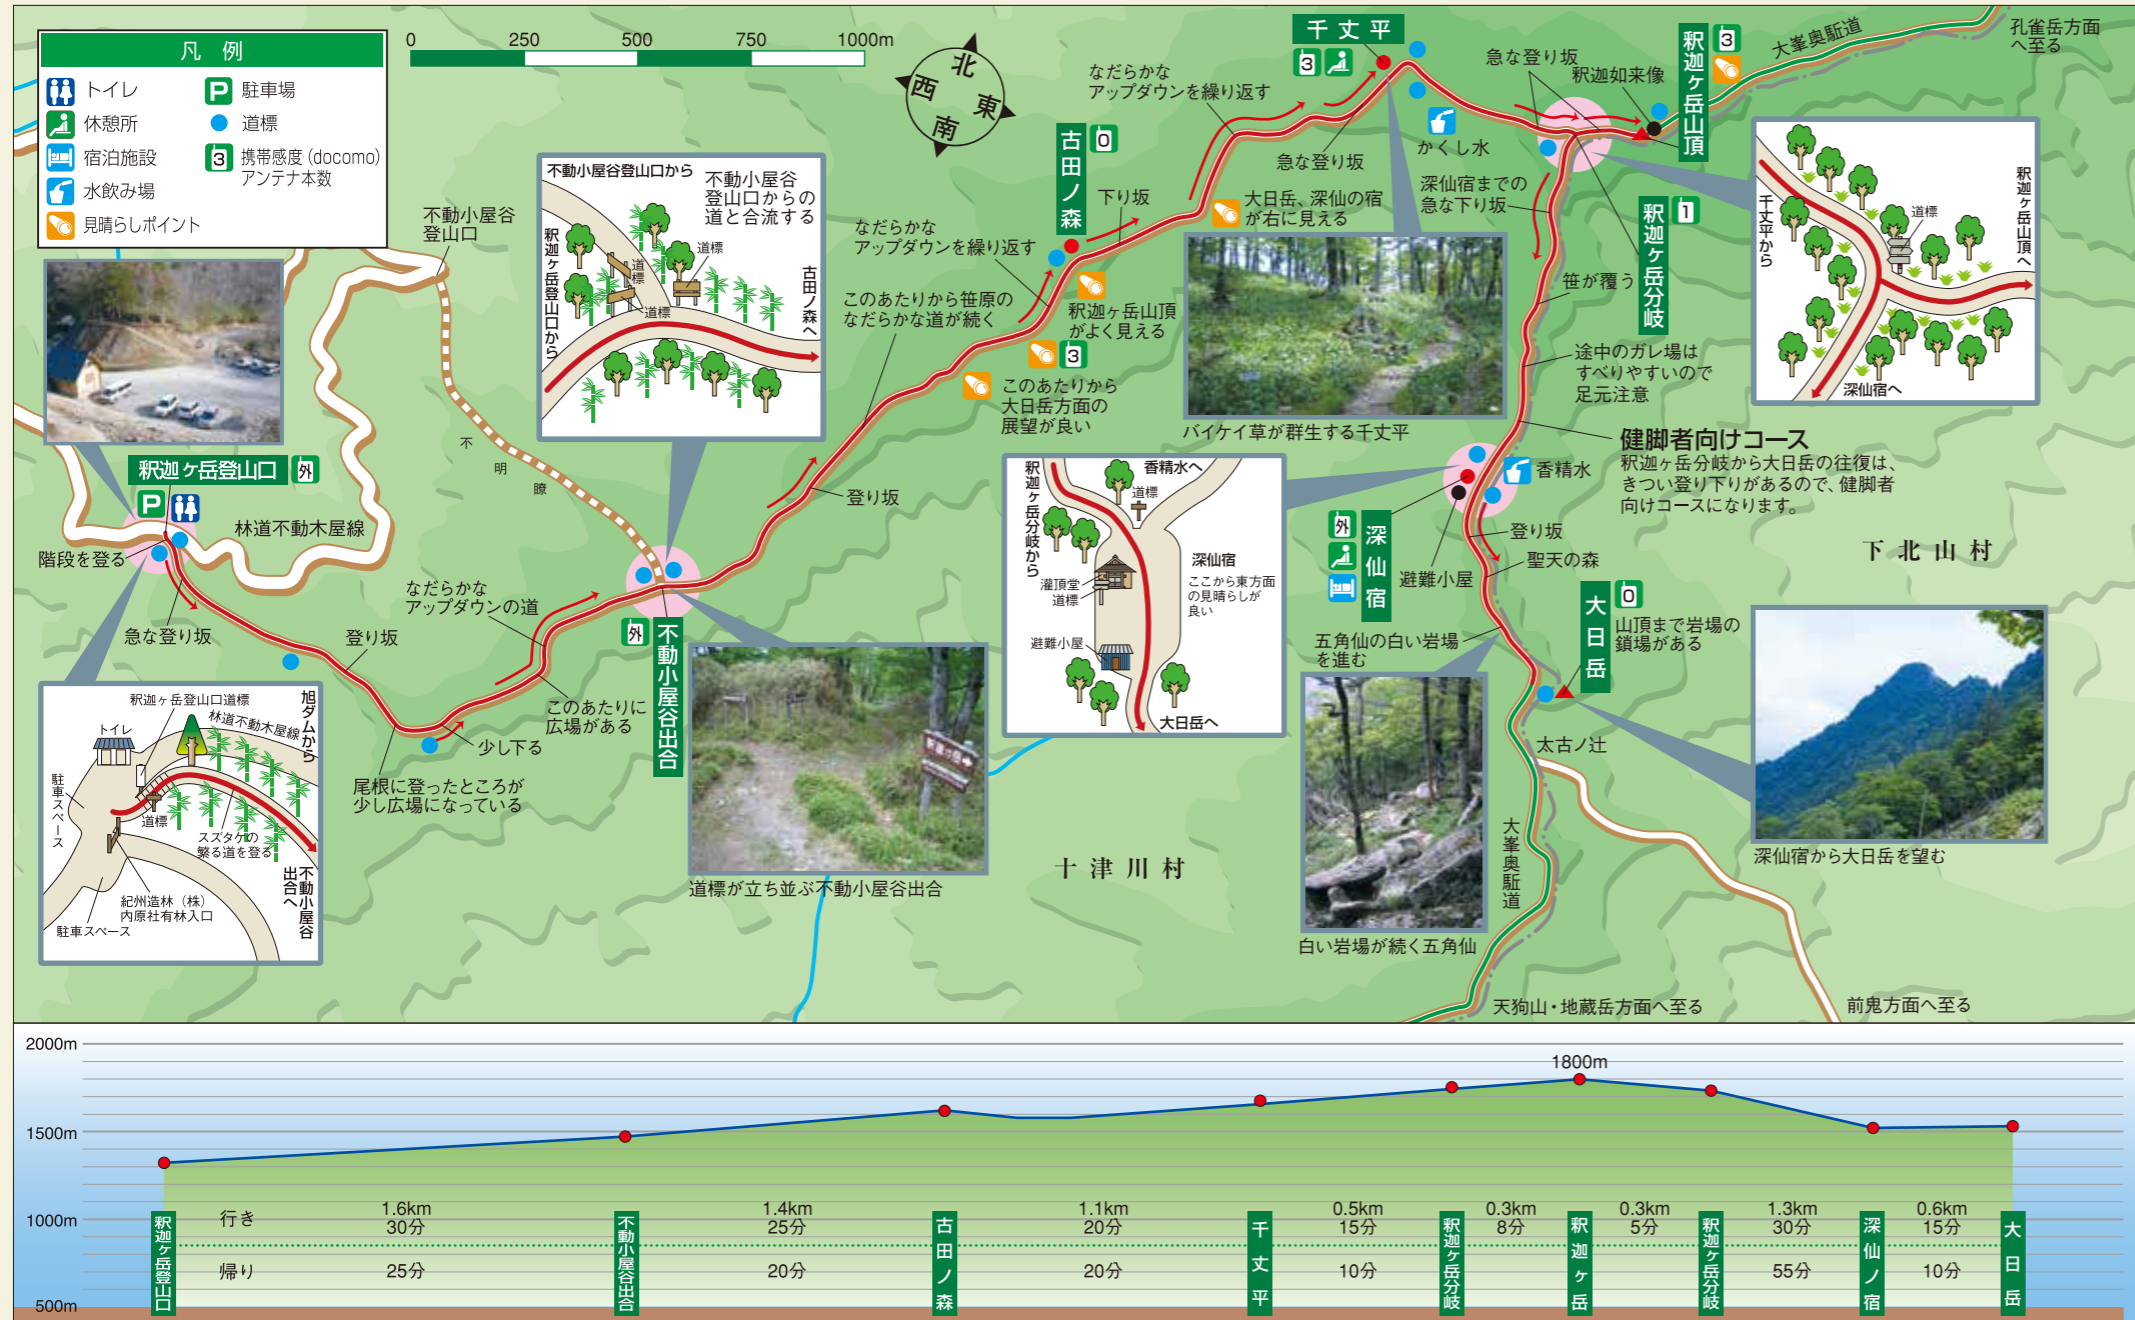 凡例
トイレ
駐車場
休憩所
道標
宿泊施設
3
携帯感度(docomo)
アンテナ本数
水飲み場
見晴らしポイント
0 250 500 750 1000m
北
西
東
南
千丈平
3
なだらかな
アップダウンを繰り返す
急な登り坂
釈迦如来像
釈迦ヶ岳山頂
3
大峯奥駈道
孔雀岳方面
へ至る
かくし水
急な登り坂
古田ノ森
0
下り坂
大日岳、深仙の宿
が右に見える
深仙宿までの
急な下り坂
釈迦ヶ岳分岐
1
千丈平から
道標
釈迦ヶ岳山頂へ
深仙宿へ
不動小屋谷
登山口
不動小屋谷登山口から
不動小屋谷
登山口からの
道と合流する
釈迦ヶ岳登山口から
道標
道標
道標
古田ノ森へ
なだらかな
アップダウンを繰り返す
このあたりから笹原の
なだらかな道が続く
釈迦ヶ岳山頂
がよく見える
3
このあたりから
大日岳方面の
展望が良い
バイケイ草が群生する千丈平
笹が覆う
途中のガレ場は
すべりやすいので
足元注意
健脚者向けコース
釈迦ヶ岳分岐から大日岳の往復は、
きつい登り下りがあるので、健脚者
向けコースになります。
不明瞭
釈迦ヶ岳登山口
外
P
林道不動木屋線
階段を登る
急な登り坂
登り坂
なだらかな
アップダウンの道
登り坂
外
不動小屋谷出合
このあたりに
広場がある
少し下る
尾根に登ったところが
少し広場になっている
釈迦ヶ岳分岐から
香精水へ
道標
灌頂堂
道標
深仙宿
ここから東方面
の見晴らしが
良い
避難小屋
大日岳へ
香精水
外
深仙宿
避難小屋
登り坂
聖天の森
大日岳
0
山頂まで岩場の
鎖場がある
五角仙の白い岩場
を進む
下北山村
太古ノ辻
大峯奥駈道
釈迦ヶ岳登山口道標
トイレ
林道不動木屋線
旭ダムから
駐車スペース
道標
スズタケの
繁る道を登る
不動小屋谷
出合へ
紀州造林(株)
内原社有林入口
駐車スペース
道標が立ち並ぶ不動小屋谷出合
十津川村
白い岩場が続く五角仙
深仙宿から大日岳を望む
天狗山・地蔵岳方面へ至る
前鬼方面へ至る
2000m
1500m
1000m
500m
1800m
1.6km 1.4km 1.1km 0.5km 0.3km 0.3km 1.3km 0.6km
行き 30分 25分 20分 15分 8分 5分 30分 15分
帰り 25分 20分 20分 10分 55分 10分
釈迦ヶ岳登山口
不動小屋谷出合
古田ノ森
千丈平
釈迦ヶ岳分岐
釈迦ヶ岳
釈迦ヶ岳分岐
深仙ノ宿
大日岳